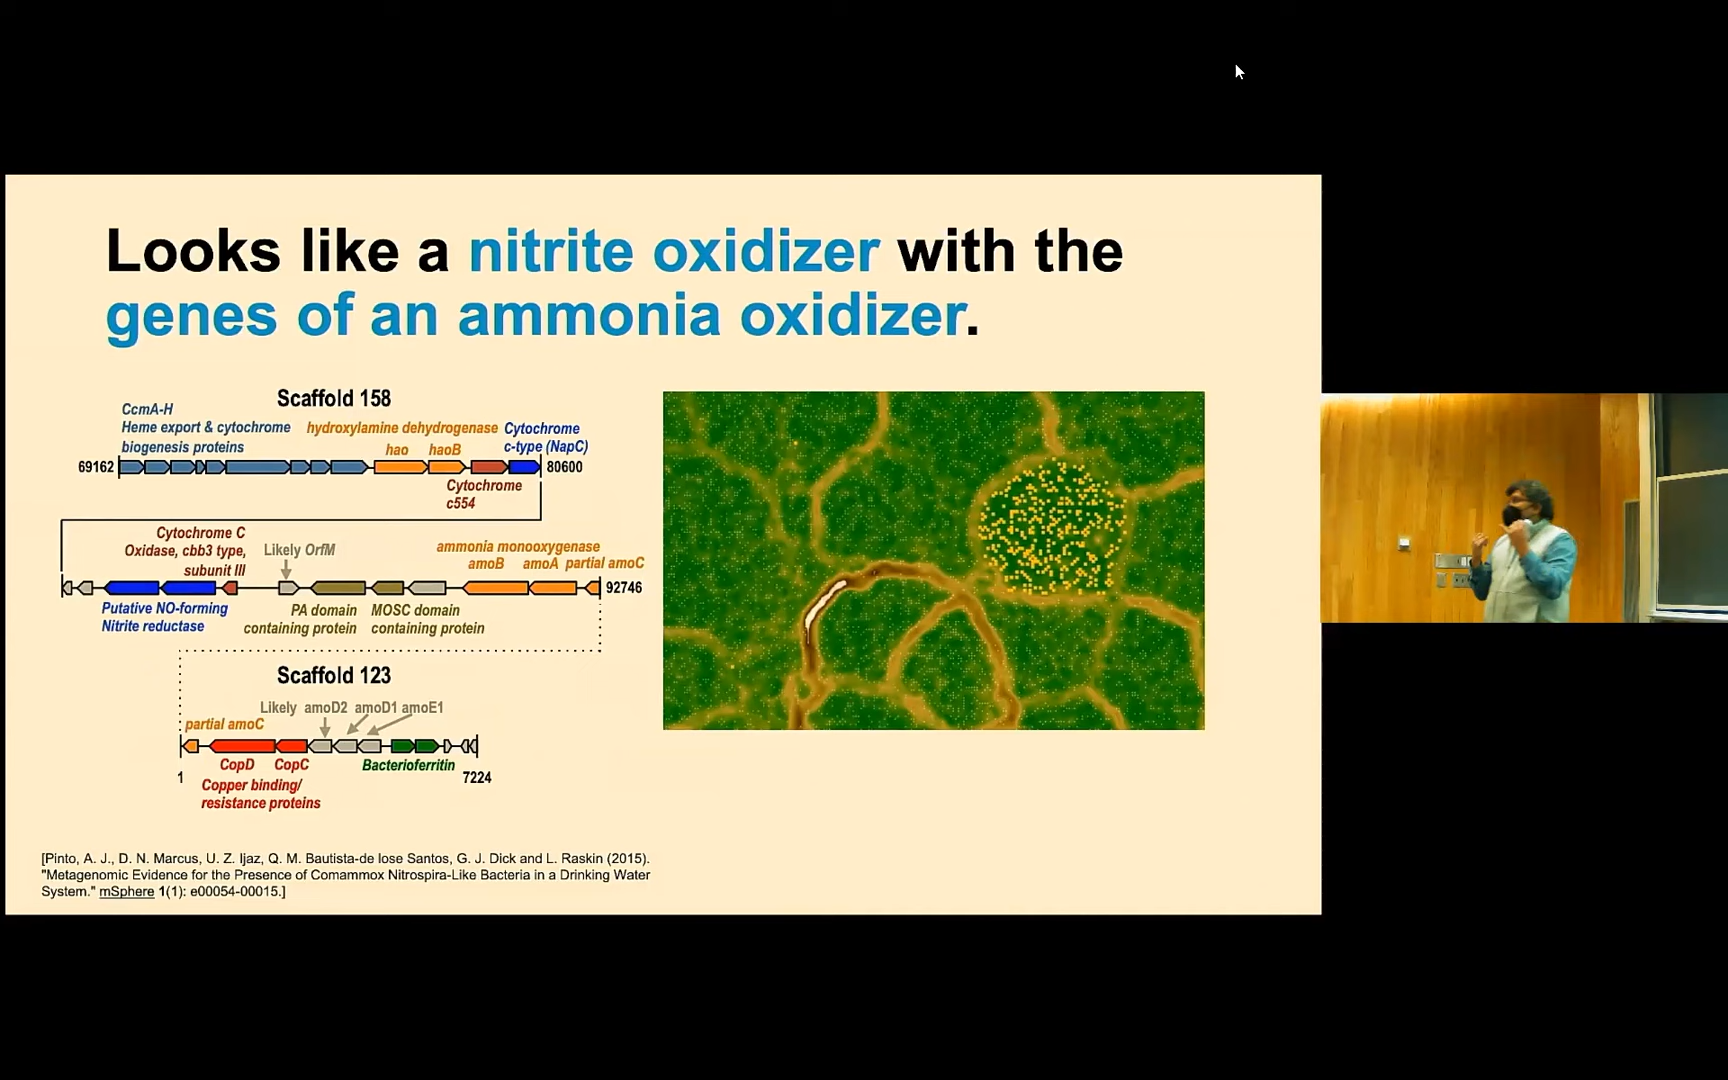 Looks like a nitrite oxidizer with the
genes of an ammonia oxidizer.
Scaffold 158
CcmA-H
Heme export & cytochrome
biogenesis proteins
hydroxylamine dehydrogenase
hao haoB
Cytochrome
c-type (NapC)
69162
80600
Cytochrome
c554
Cytochrome C
Oxidase, cbb3 type,
subunit III
Likely OrfM
ammonia monooxygenase
amoB amoA partial amoC
92746
Putative NO-forming
Nitrite reductase
PA domain
containing protein
MOSC domain
containing protein
Scaffold 123
Likely amoD2 amoD1 amoE1
partial amoC
CopD CopC
Copper binding/
resistance proteins
Bacterioferritin
1
7224
[Pinto, A. J., D. N. Marcus, U. Z. Ijaz, Q. M. Bautista-de lose Santos, G. J. Dick and L. Raskin (2015).
"Metagenomic Evidence for the Presence of Comammox Nitrospira-Like Bacteria in a Drinking Water
System." mSphere 1(1): e00054-00015.]